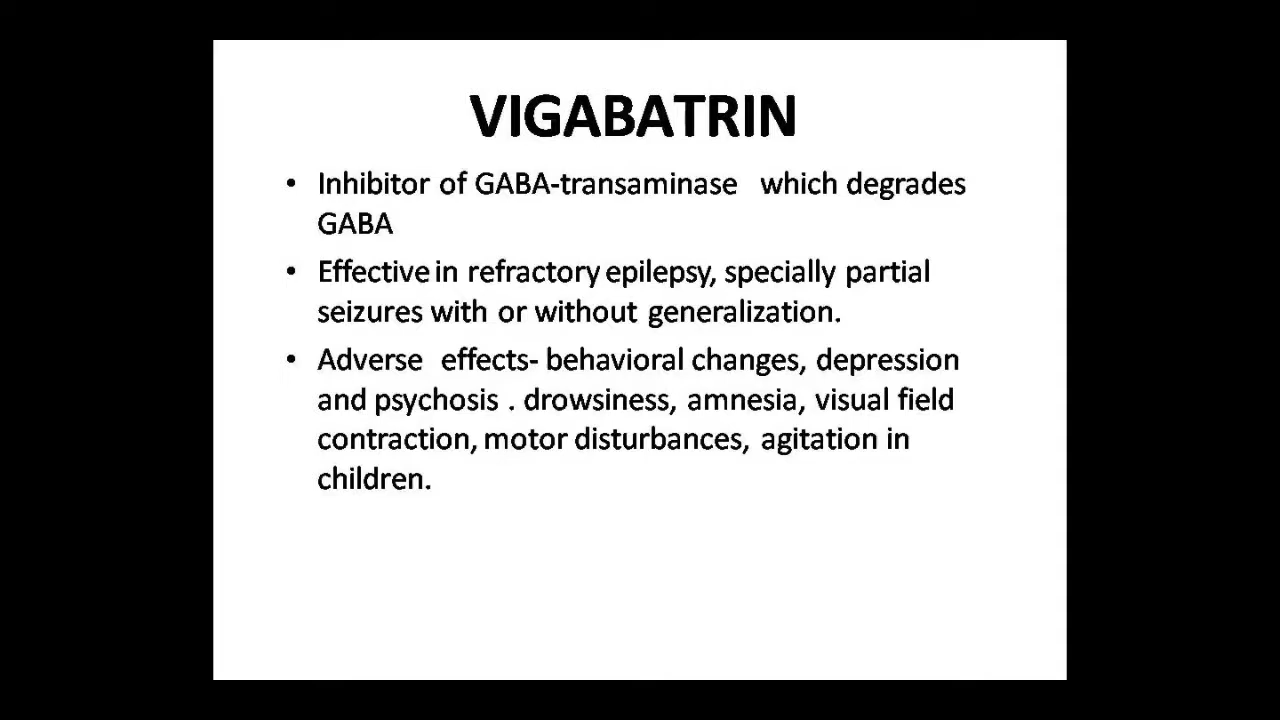 VIGABATRIN
• Inhibitor of GABA-transaminase which degrades
GABA
• Effective in refractory epilepsy, specially partial
seizures with or without generalization.
• Adverse effects- behavioral changes, depression
and psychosis . drowsiness, amnesia, visual field
contraction, motor disturbances, agitation in
children.